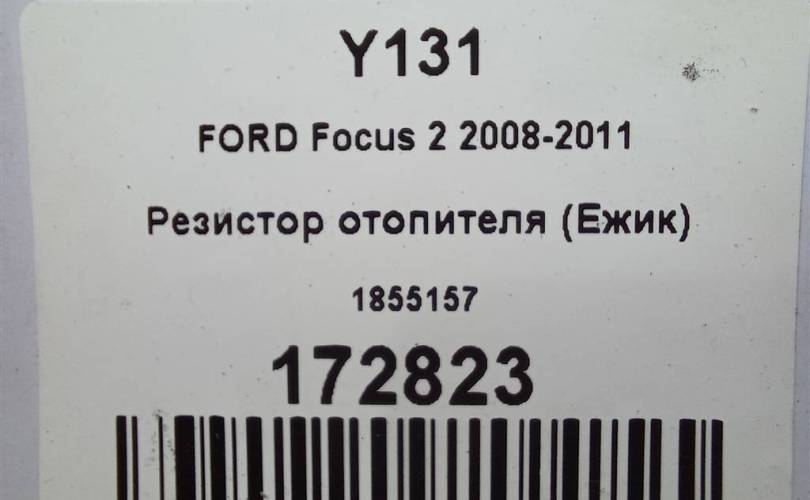 Y131
FORD Focus 2 2008-2011
Резистор отопителя (Ежик)
1855157
172823